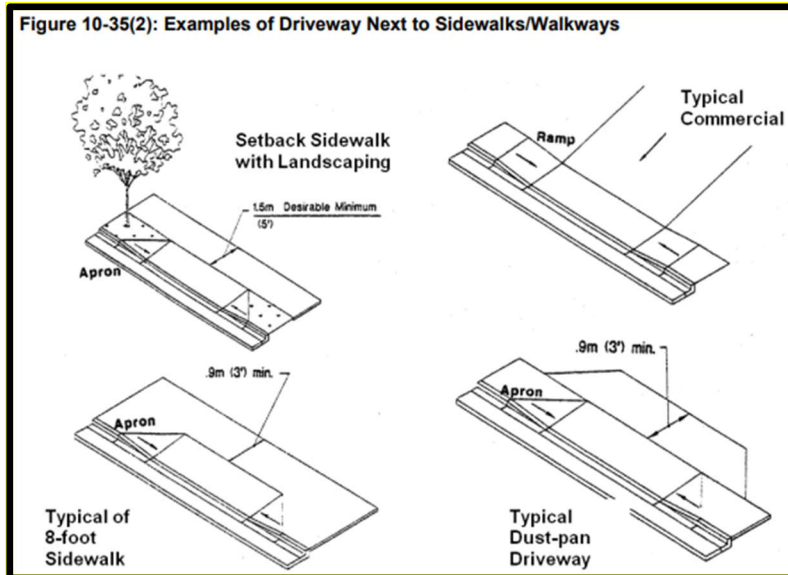 Figure 10-35(2): Examples of Driveway Next to Sidewalks/Walkways
Setback Sidewalk
with Landscaping
1.5m Desirable Minimum
(5')
Apron
Typical
Commercial
Ramp
.9m (3') min.
Apron
Typical of
8-foot
Sidewalk
.9m (3') min.
Apron
Typical
Dust-pan
Driveway